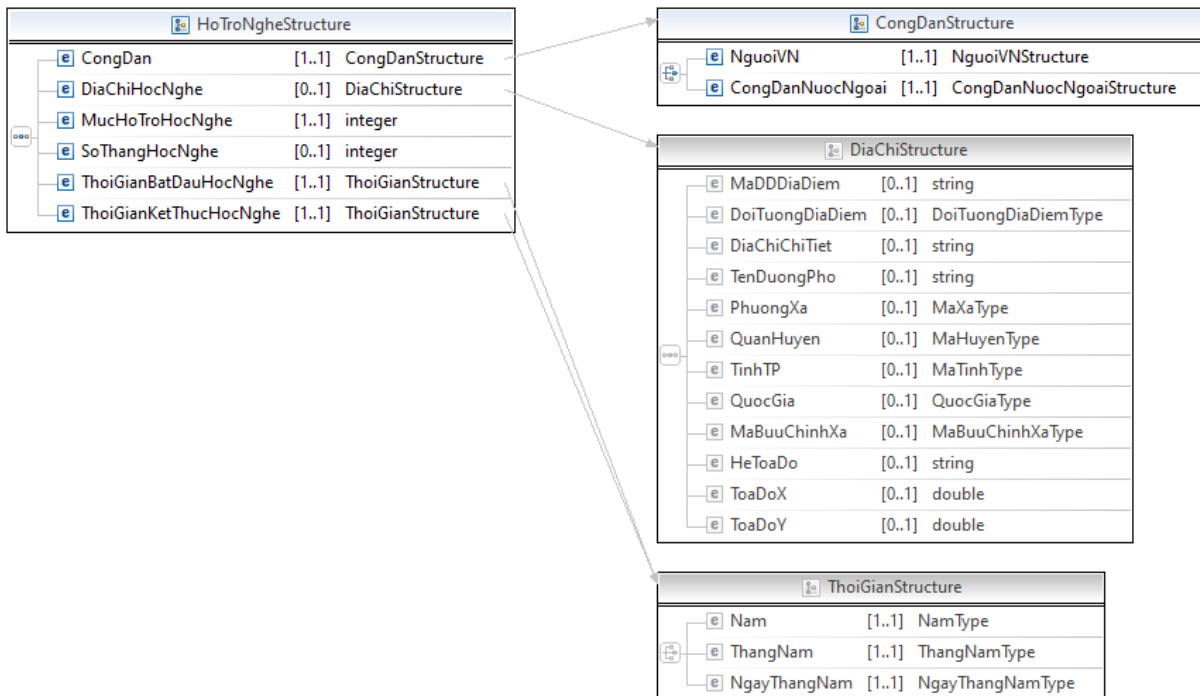 HoTroNgheStructure
e CongDan [1..1] CongDanStructure
e DiaChiHocNghe [0..1] DiaChiStructure
e MucHoTroHocNghe [1..1] integer
e SoThangHocNghe [0..1] integer
e ThoiGianBatDauHocNghe [1..1] ThoiGianStructure
e ThoiGianKetThucHocNghe [1..1] ThoiGianStructure
CongDanStructure
e NguoiVN [1..1] NguoiVNStructure
e CongDanNuocNgoai [1..1] CongDanNuocNgoaiStructure
DiaChiStructure
e MaDDDiaDiem [0..1] string
e DoiTuongDiaDiem [0..1] DoiTuongDiaDiemType
e DiaChiChiTiet [0..1] string
e TenDuongPho [0..1] string
e PhuongXa [0..1] MaXaType
e QuanHuyen [0..1] MaHuyenType
e TinhTP [0..1] MaTinhType
e QuocGia [0..1] QuocGiaType
e MaBuuChinhXa [0..1] MaBuuChinhXaType
e HeToaDo [0..1] string
e ToaDoX [0..1] double
e ToaDoY [0..1] double
ThoiGianStructure
e Nam [1..1] NamType
e ThangNam [1..1] ThangNamType
e NgayThangNam [1..1] NgayThangNamType